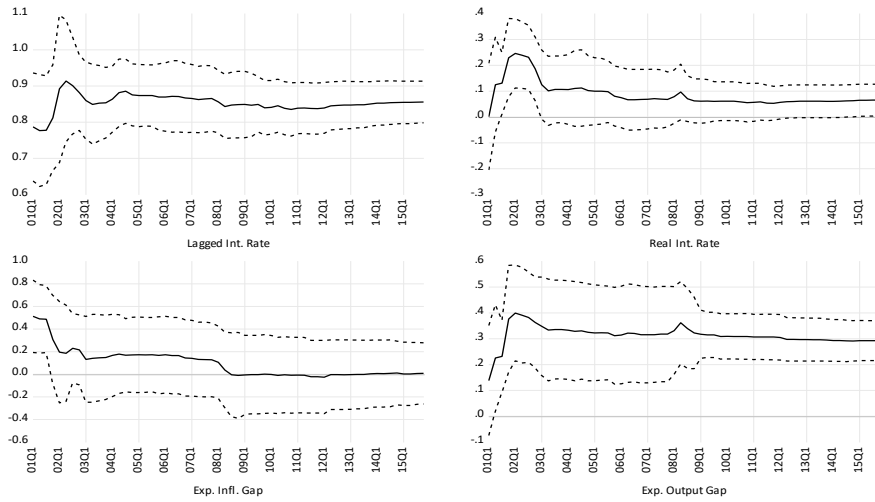 1.1
1.0
0.9
0.8
0.7
0.6
01Q1
02Q1
03Q1
04Q1
05Q1
06Q1
07Q1
08Q1
09Q1
10Q1
11Q1
12Q1
13Q1
14Q1
15Q1
Lagged Int. Rate
.4
.3
.2
.1
.0
-.1
-.2
-.3
01Q1
02Q1
03Q1
04Q1
05Q1
06Q1
07Q1
08Q1
09Q1
10Q1
11Q1
12Q1
13Q1
14Q1
15Q1
Real Int. Rate
1.0
0.8
0.6
0.4
0.2
0.0
-0.2
-0.4
-0.6
01Q1
02Q1
03Q1
04Q1
05Q1
06Q1
07Q1
08Q1
09Q1
10Q1
11Q1
12Q1
13Q1
14Q1
15Q1
Exp. Infl. Gap
.6
.5
.4
.3
.2
.1
.0
-.1
01Q1
02Q1
03Q1
04Q1
05Q1
06Q1
07Q1
08Q1
09Q1
10Q1
11Q1
12Q1
13Q1
14Q1
15Q1
Exp. Output Gap